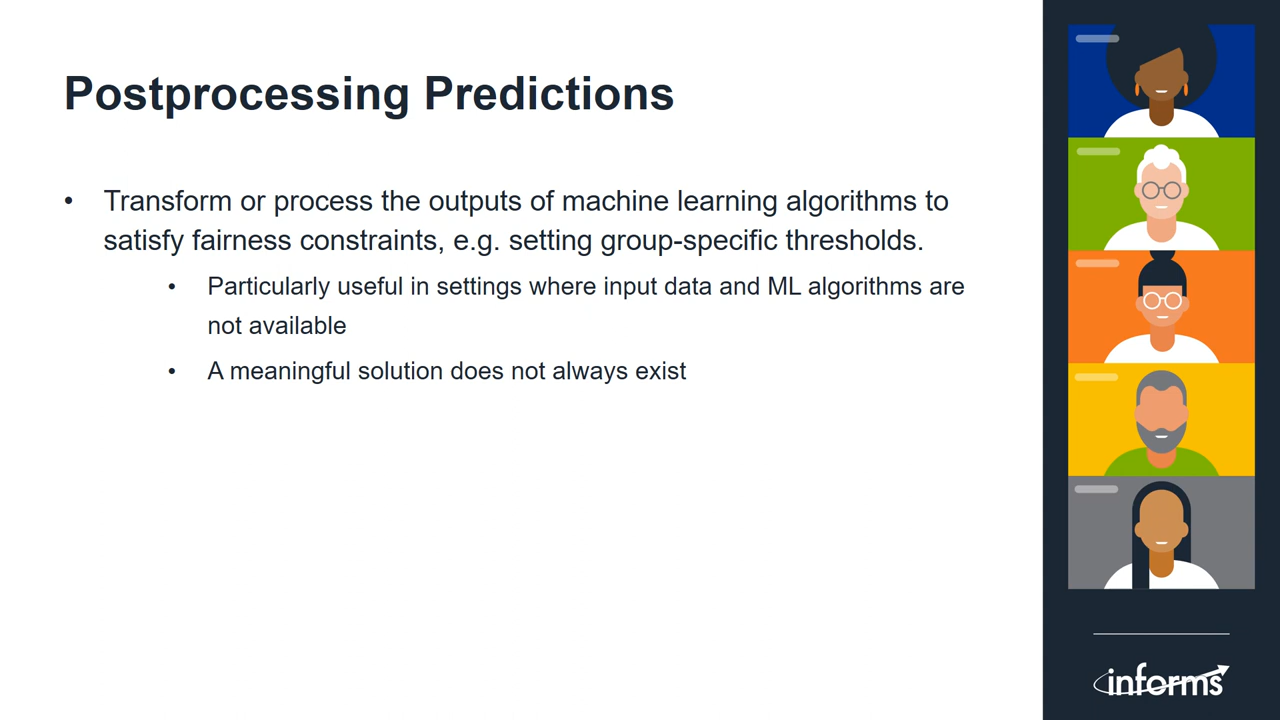 Postprocessing Predictions
• Transform or process the outputs of machine learning algorithms to
satisfy fairness constraints, e.g. setting group-specific thresholds.
• Particularly useful in settings where input data and ML algorithms are
not available
• A meaningful solution does not always exist
informs